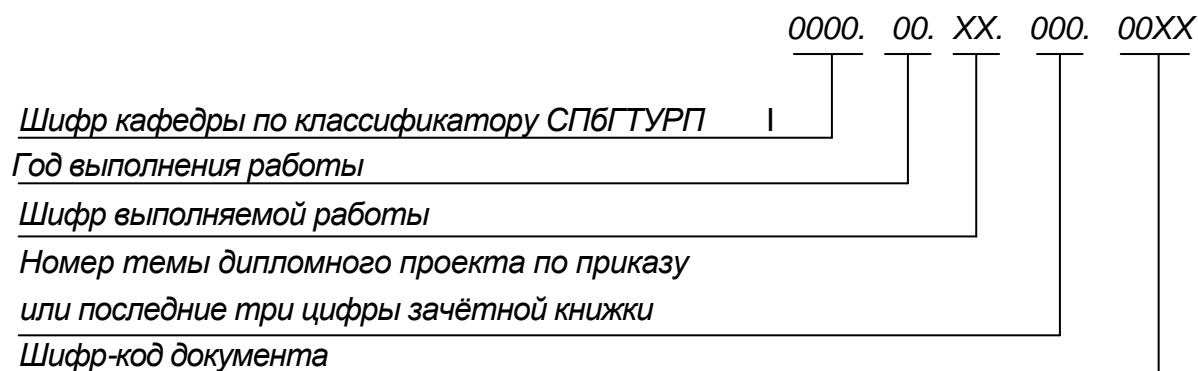 0000. 00. XX. 000. 00XX
Шифр кафедры по классификатору СПбГТУРП I
Год выполнения работы
Шифр выполняемой работы
Номер темы дипломного проекта по приказу
или последние три цифры зачётной книжки
Шифр-код документа